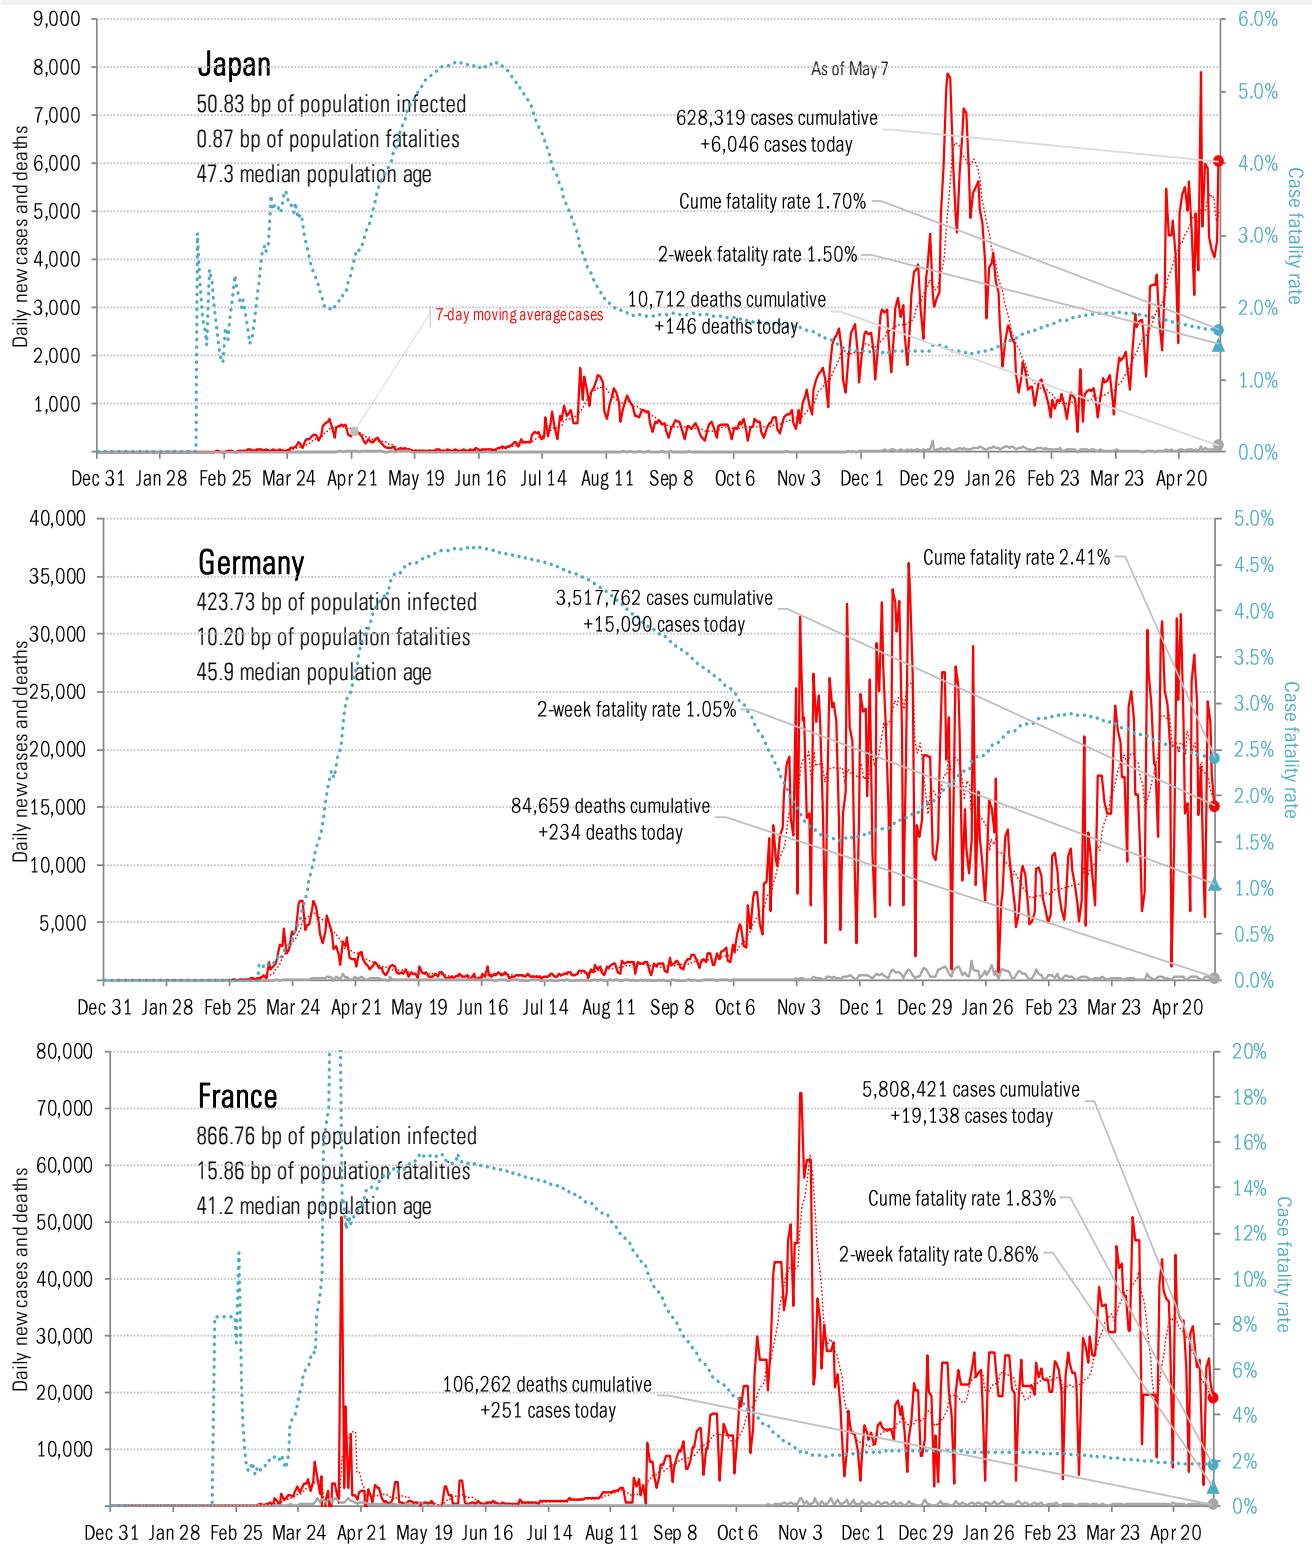 9,000
8,000
7,000
6,000
5,000
4,000
3,000
2,000
1,000
6.0%
5.0%
4.0%
3.0%
2.0%
1.0%
0.0%
Daily new cases and deaths
Case fatality rate
Japan
50.83 bp of population infected
0.87 bp of population fatalities
47.3 median population age
As of May 7
628,319 cases cumulative
+6,046 cases today
Cume fatality rate 1.70%
2-week fatality rate 1.50%
10,712 deaths cumulative
+146 deaths today
7-day moving average cases
Dec 31 Jan 28 Feb 25 Mar 24 Apr 21 May 19 Jun 16 Jul 14 Aug 11 Sep 8 Oct 6 Nov 3 Dec 1 Dec 29 Jan 26 Feb 23 Mar 23 Apr 20
40,000
35,000
30,000
25,000
20,000
15,000
10,000
5,000
5.0%
4.5%
4.0%
3.5%
3.0%
2.5%
2.0%
1.5%
1.0%
0.5%
0.0%
Daily new cases and deaths
Case fatality rate
Germany
423.73 bp of population infected
10.20 bp of population fatalities
45.9 median population age
Cume fatality rate 2.41%
3,517,762 cases cumulative
+15,090 cases today
2-week fatality rate 1.05%
84,659 deaths cumulative
+234 deaths today
Dec 31 Jan 28 Feb 25 Mar 24 Apr 21 May 19 Jun 16 Jul 14 Aug 11 Sep 8 Oct 6 Nov 3 Dec 1 Dec 29 Jan 26 Feb 23 Mar 23 Apr 20
80,000
70,000
60,000
50,000
40,000
30,000
20,000
10,000
20%
18%
16%
14%
12%
10%
8%
6%
4%
2%
0%
Daily new cases and deaths
Case fatality rate
France
866.76 bp of population infected
15.86 bp of population fatalities
41.2 median population age
5,808,421 cases cumulative
+19,138 cases today
Cume fatality rate 1.83%
2-week fatality rate 0.86%
106,262 deaths cumulative
+251 cases today
Dec 31 Jan 28 Feb 25 Mar 24 Apr 21 May 19 Jun 16 Jul 14 Aug 11 Sep 8 Oct 6 Nov 3 Dec 1 Dec 29 Jan 26 Feb 23 Mar 23 Apr 20